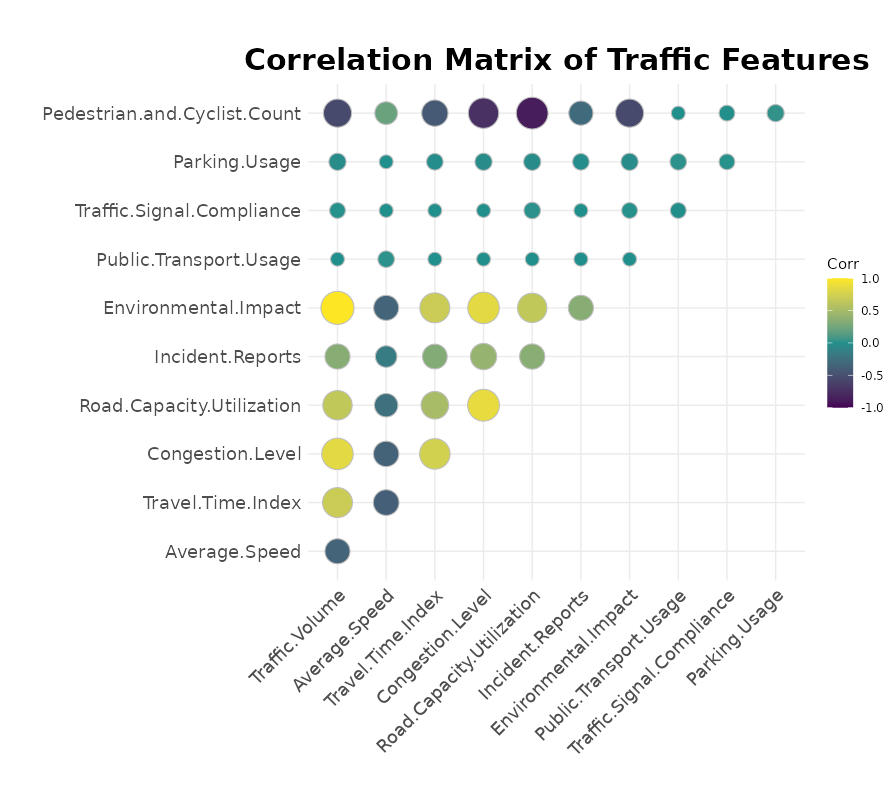 Correlation Matrix of Traffic Features
Pedestrian.and.Cyclist.Count
Parking.Usage
Traffic.Signal.Compliance
Public.Transport.Usage
Environmental.Impact
Incident.Reports
Road.Capacity.Utilization
Congestion.Level
Travel.Time.Index
Average.Speed
Traffic.Volume
Average.Speed
Travel.Time.Index
Congestion.Level
Road.Capacity.Utilization
Incident.Reports
Environmental.Impact
Public.Transport.Usage
Traffic.Signal.Compliance
Parking.Usage
Corr
1.0
0.5
0.0
-0.5
-1.0